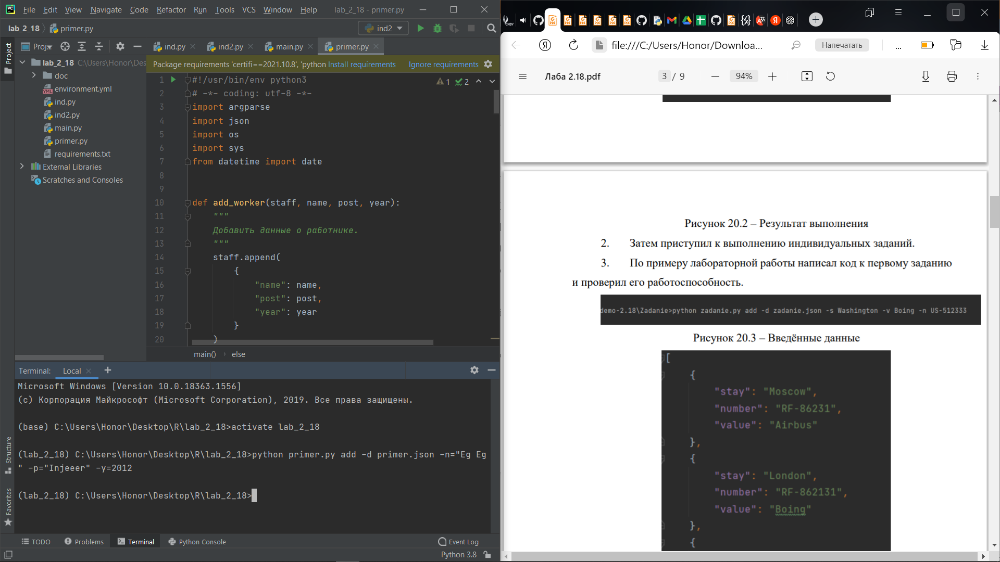 File Edit View Navigate Code Refactor Run Tools VCS Window Help lab_2_18 - primer.py
lab_2_18 primer.py
ind2
Project
Proj
ind.py
ind2.py
main.py
primer.py
lab_2_18 C:\Users\Honor\Des
doc
environment.yml
ind.py
ind2.py
main.py
primer.py
requirements.txt
External Libraries
Scratches and Consoles
Package requirements 'certifi==2021.10.8', 'python Install requirements Ignore requirements
1 #!/usr/bin/env python3
1 2
2 # -*- coding: utf-8 -*-
3 import argparse
4 import json
5 import os
6 import sys
7 from datetime import date
8
9
10 def add_worker(staff, name, post, year):
11 """
12 Добавить данные о работнике.
13 """
14 staff.append(
15 {
16 "name": name,
17 "post": post,
18 "year": year
19 }
20 )
main() › else
Terminal: Local
Microsoft Windows [Version 10.0.18363.1556]
(c) Корпорация Майкрософт (Microsoft Corporation), 2019. Все права защищены.
(base) C:\Users\Honor\Desktop\R\lab_2_18>activate lab_2_18
(lab_2_18) C:\Users\Honor\Desktop\R\lab_2_18>python primer.py add -d primer.json -n="Eg Eg
" -p="Injeeer" -y=2012
(lab_2_18) C:\Users\Honor\Desktop\R\lab_2_18>
Structure
Favorites
TODO Problems Terminal Python Console Event Log
Python 3.8
file:///C:/Users/Honor/Downloa...
Напечатать
...
Лаба 2.18.pdf
3 / 9
94%
Рисунок 20.2 – Результат выполнения
2. Затем приступил к выполнению индивидуальных заданий.
3. По примеру лабораторной работы написал код к первому заданию
и проверил его работоспособность.
demo-2.18\Zadanie>python zadanie.py add -d zadanie.json -s Washington -v Boing -n US-512333
Рисунок 20.3 – Введённые данные
[
{
"stay": "Moscow",
"number": "RF-86231",
"value": "Airbus"
},
{
"stay": "London",
"number": "RF-862131",
"value": "Boing"
},
{